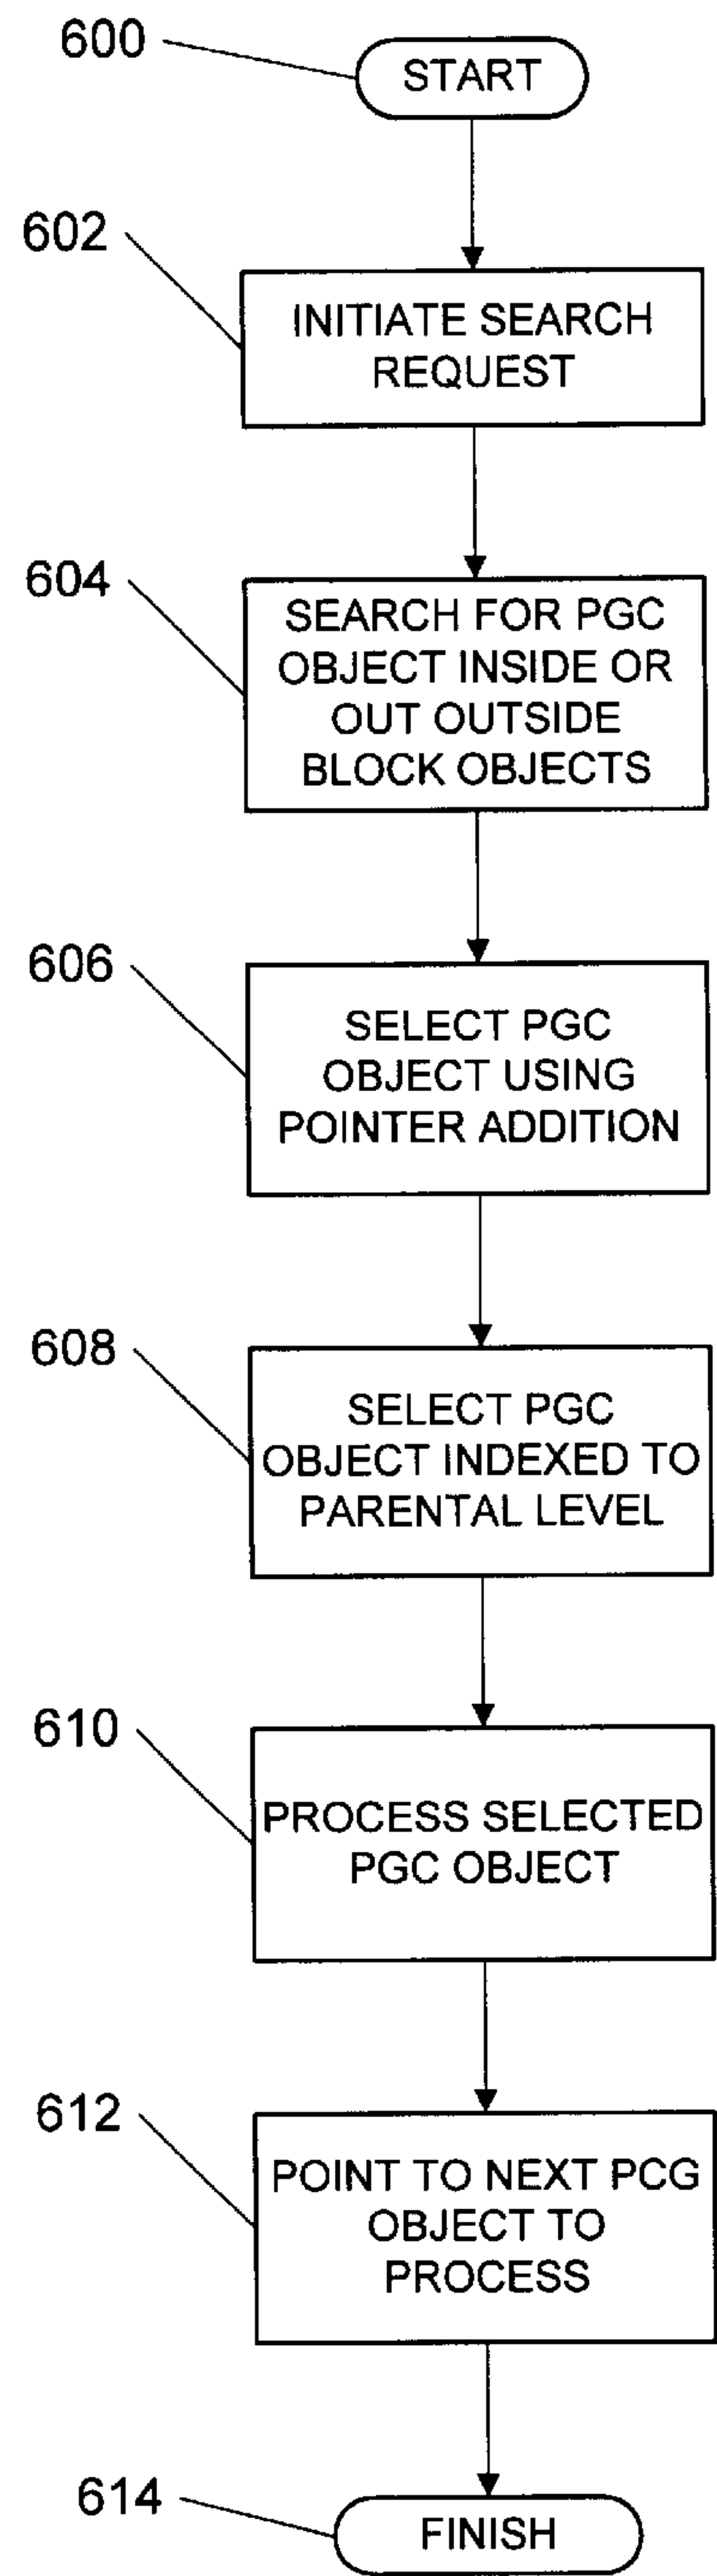 600
START
602
INITIATE SEARCH
REQUEST
604
SEARCH FOR PGC
OBJECT INSIDE OR
OUT OUTSIDE
BLOCK OBJECTS
606
SELECT PGC
OBJECT USING
POINTER ADDITION
608
SELECT PGC
OBJECT INDEXED TO
PARENTAL LEVEL
610
PROCESS SELECTED
PGC OBJECT
612
POINT TO NEXT PCG
OBJECT TO
PROCESS
614
FINISH